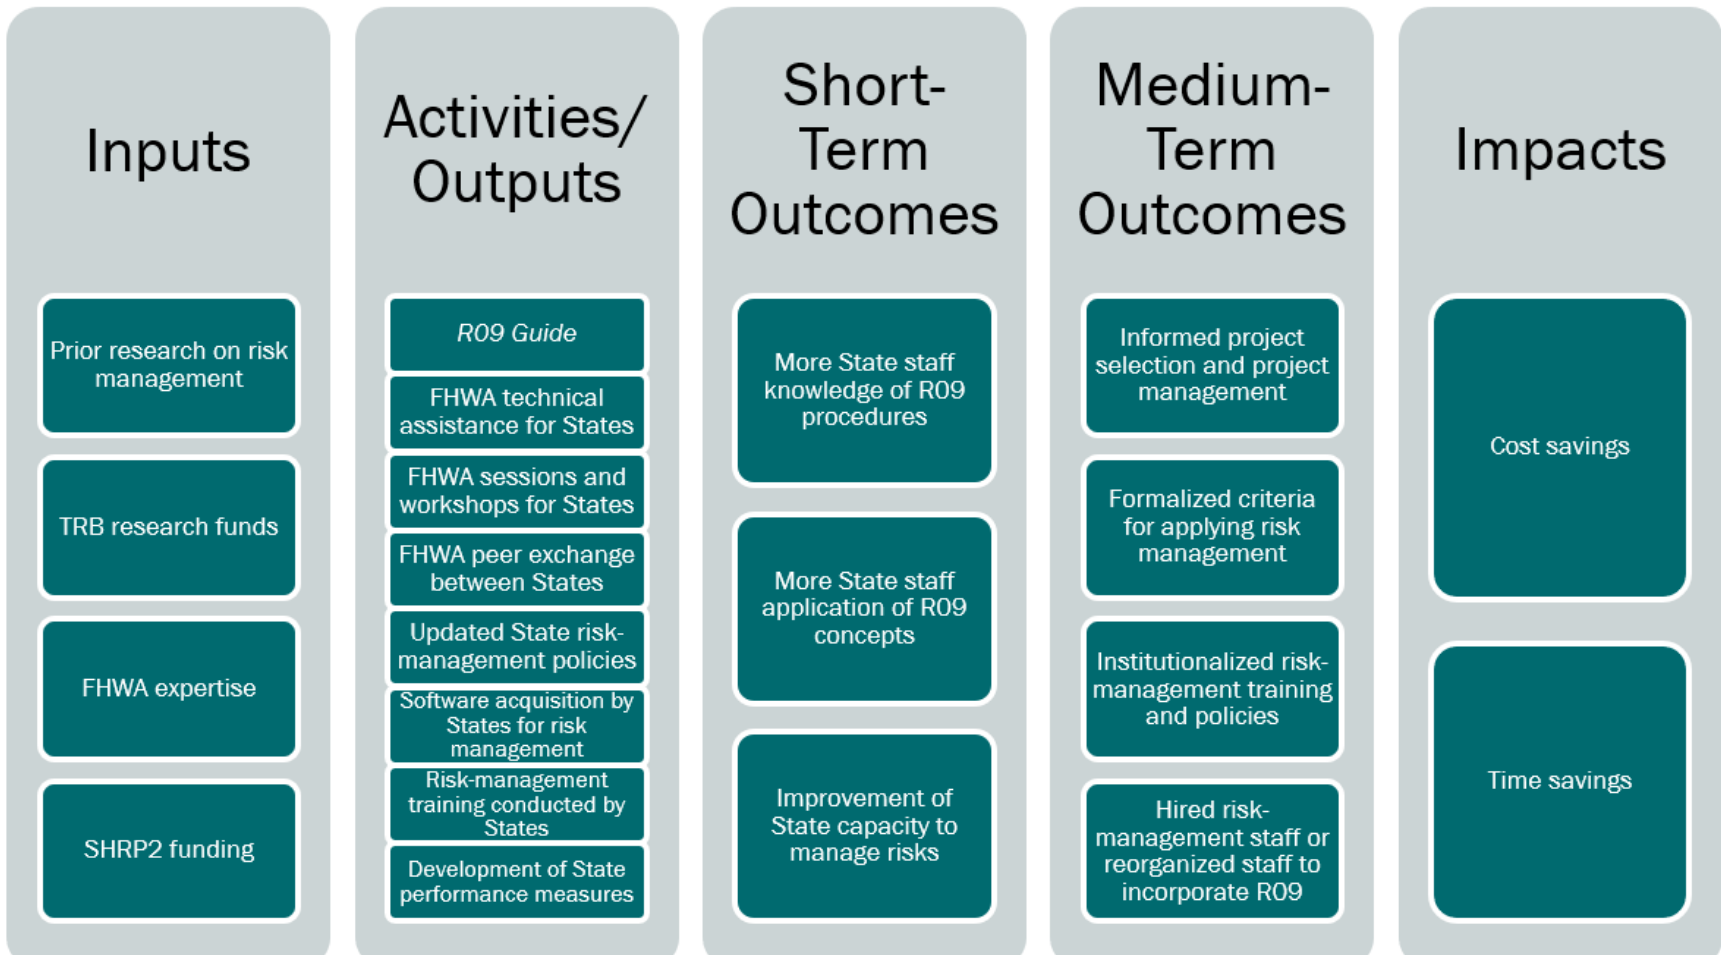 Inputs
Prior research on risk
management
TRB research funds
FHWA expertise
SHRP2 funding
Activities/
Outputs
R09 Guide
FHWA technical
assistance for States
FHWA sessions and
workshops for States
FHWA peer exchange
between States
Updated State risk-
management policies
Software acquisition by
States for risk
management
Risk-management
training conducted by
States
Development of State
performance measures
Short-
Term
Outcomes
More State staff
knowledge of R09
procedures
More State staff
application of R09
concepts
Improvement of
State capacity to
manage risks
Medium-
Term
Outcomes
Informed project
selection and project
management
Formalized criteria
for applying risk
management
Institutionalized risk-
management training
and policies
Hired risk-
management staff or
reorganized staff to
incorporate R09
Impacts
Cost savings
Time savings